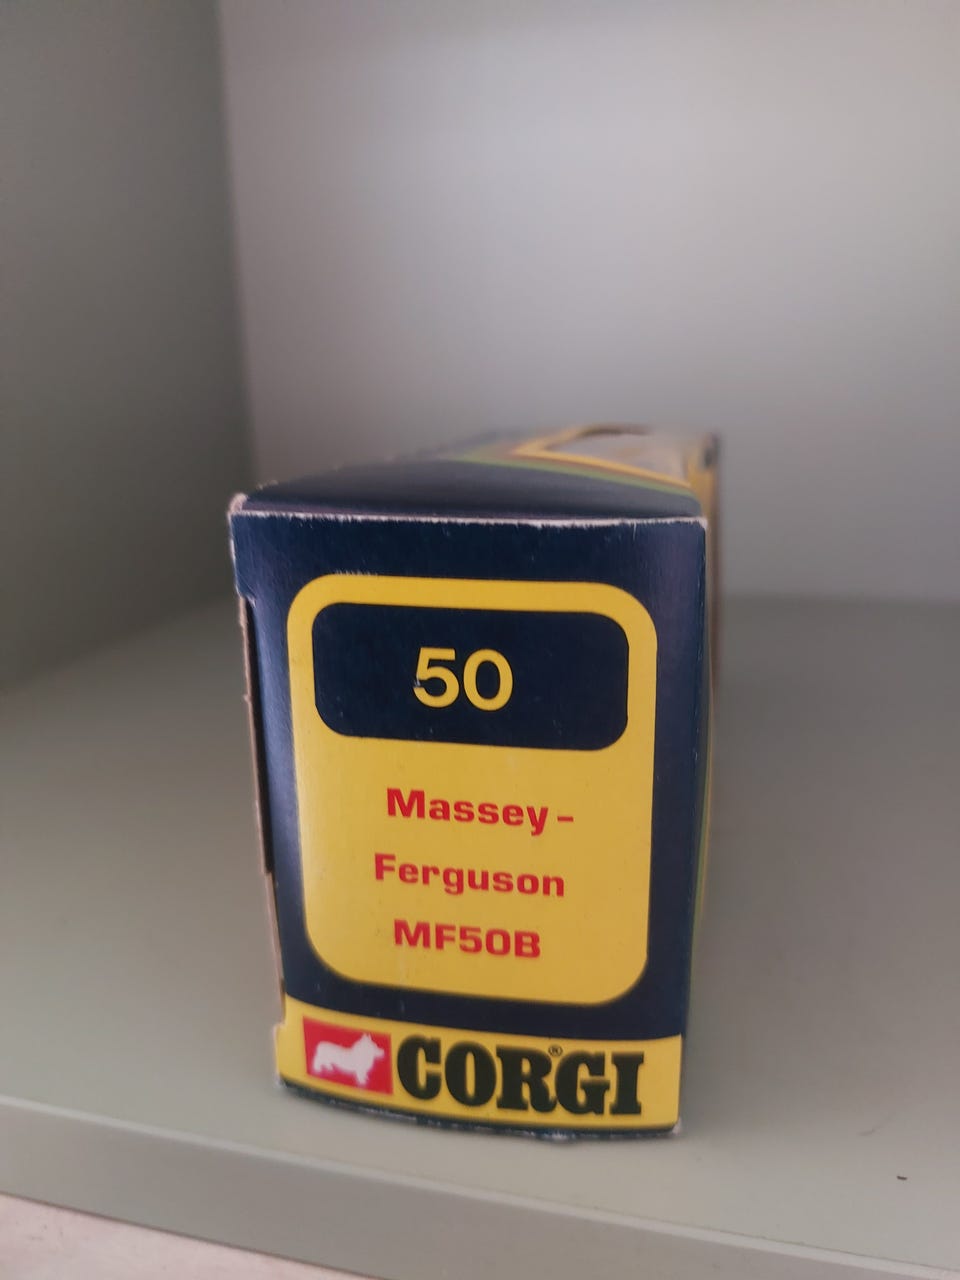 50
Massey-
Ferguson
MF50B
CORGI®